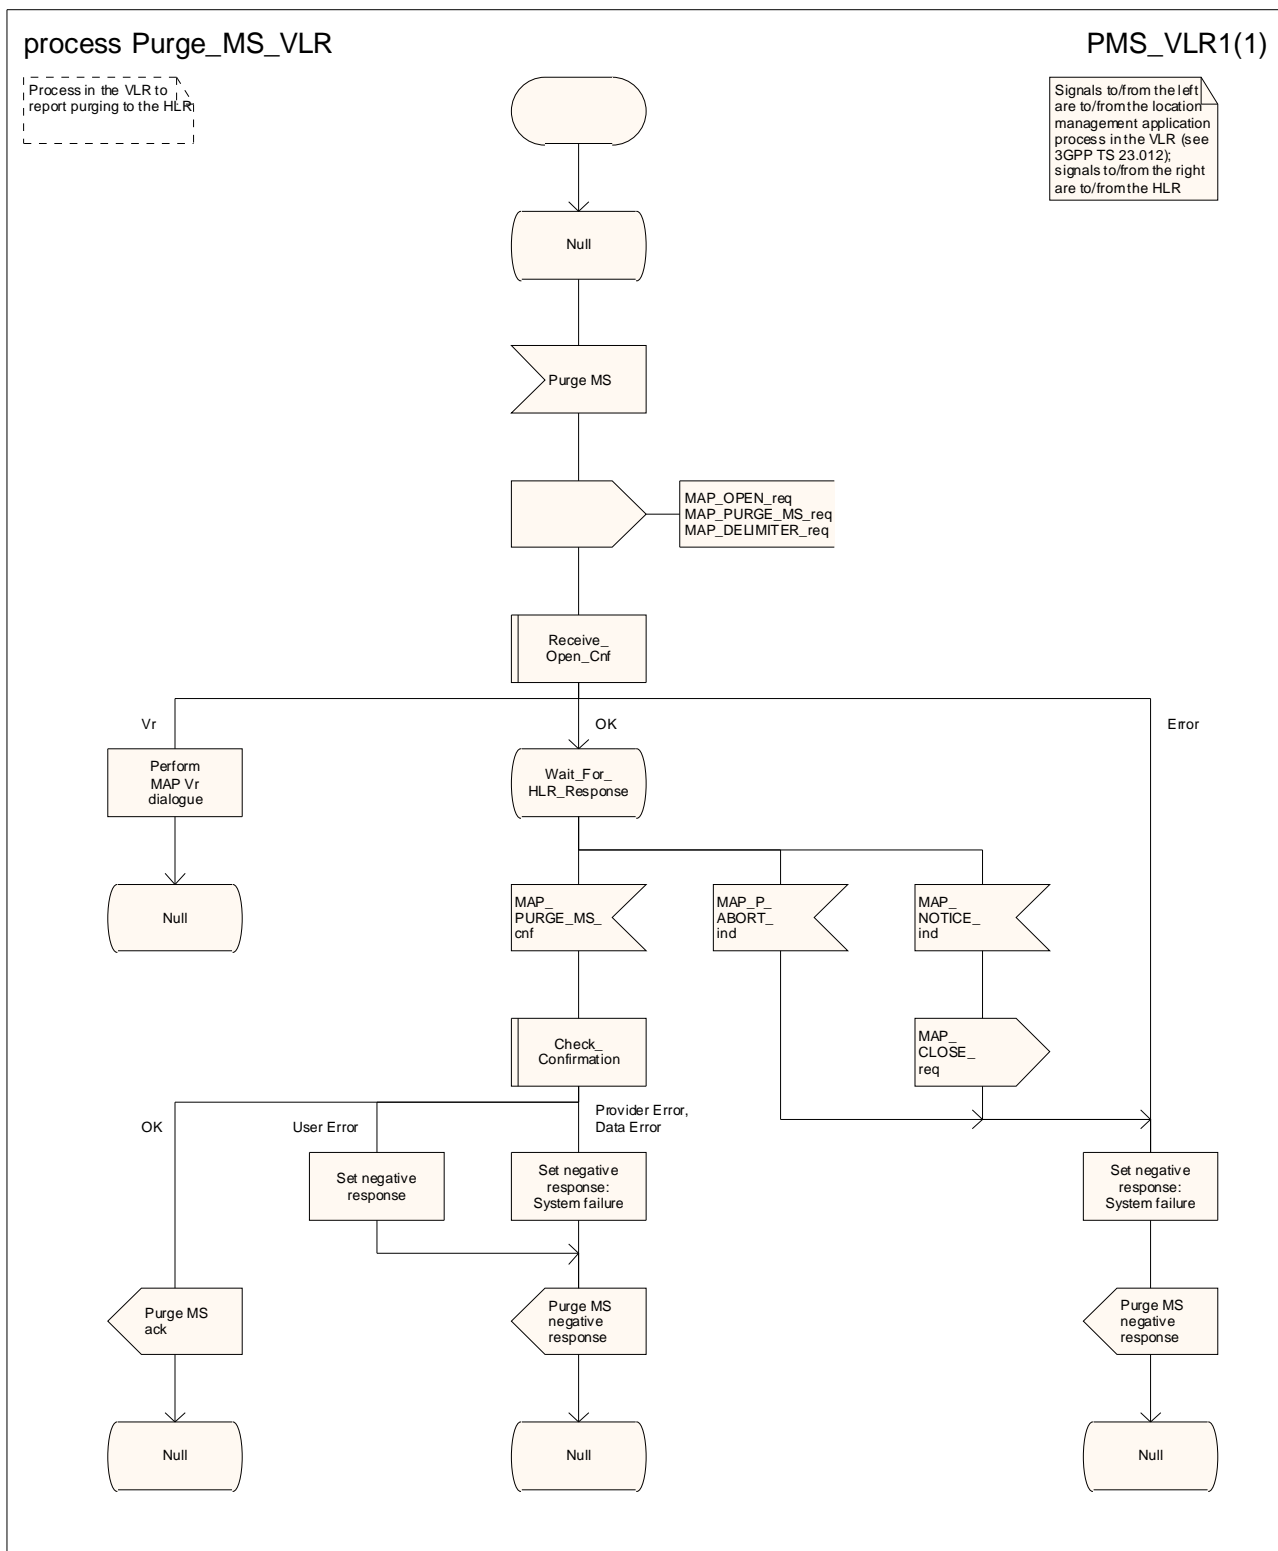 process Purge_MS_VLR
PMS_VLR1(1)
Process in the VLR to
report purging to the HLR
Signals to/from the left
are to/from the location
management application
process in the VLR (see
3GPP TS 23.012);
signals to/from the right
are to/from the HLR
Null
Purge MS
MAP_OPEN_req
MAP_PURGE_MS_req
MAP_DELIMITER_req
Receive_
Open_Cnf
Vr
OK
Error
Perform
MAP Vr
dialogue
Wait_For_
HLR_Response
Null
MAP_
PURGE_MS_
cnf
MAP_P_
ABORT_
ind
MAP_
NOTICE_
ind
Check_
Confirmation
MAP_
CLOSE_
req
OK
User Error
Provider Error,
Data Error
Set negative
response
Set negative
response:
System failure
Set negative
response:
System failure
Purge MS
ack
Purge MS
negative
response
Purge MS
negative
response
Null
Null
Null